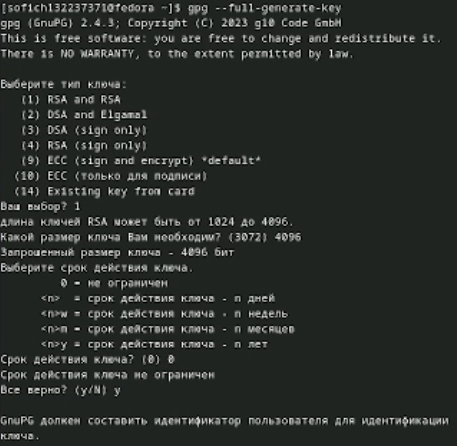 [sofich1322373710fedora ~]$ gpg --full-generate-key
gpg (GnuPG) 2.4.3; Copyright (C) 2023 g10 Code GmbH
This is free software: you are free to change and redistribute it.
There is NO WARRANTY, to the extent permitted by law.
Выберите тип ключа:
(1) RSA and RSA
(2) DSA and Elgamal
(3) DSA (sign only)
(4) RSA (sign only)
(9) ECC (sign and encrypt) *default*
(10) ECC (только для подписи)
(14) Existing key from card
Ваш выбор? 1
длина ключей RSA может быть от 1024 до 4096.
Какой размер ключа Вам необходим? (3072) 4096
Запрошенный размер ключа - 4096 бит
Выберите срок действия ключа.
0 = не ограничен
<n> = срок действия ключа - n дней
<n>w = срок действия ключа - n недель
<n>m = срок действия ключа - n месяцев
<n>y = срок действия ключа - n лет
Срок действия ключа? (0) 0
Срок действия ключа не ограничен
Все верно? (y/N) y
GnuPG должен составить идентификатор пользователя для идентификации
ключа.